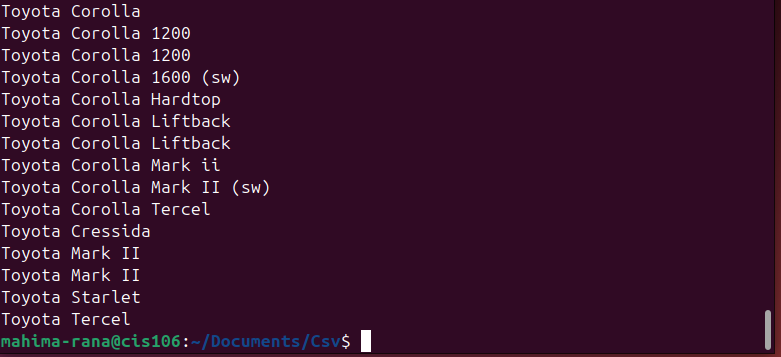 Toyota Corolla
Toyota Corolla 1200
Toyota Corolla 1200
Toyota Corolla 1600 (sw)
Toyota Corolla Hardtop
Toyota Corolla Liftback
Toyota Corolla Liftback
Toyota Corolla Mark ii
Toyota Corolla Mark II (sw)
Toyota Corolla Tercel
Toyota Cressida
Toyota Mark II
Toyota Mark II
Toyota Starlet
Toyota Tercel
mahima-rana@cis106:~/Documents/Csv$